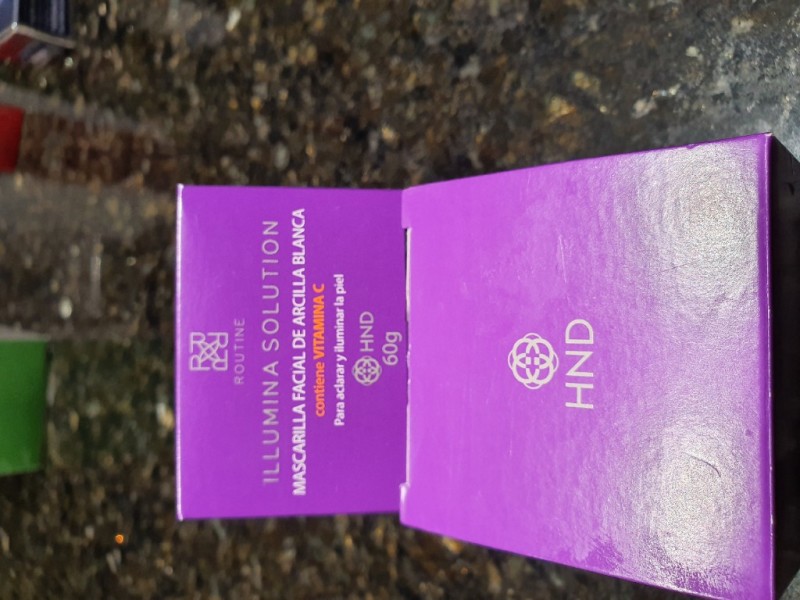 ROUTINE
ILLUMINA SOLUTION
MASCARILLA FACIAL DE ARCILLA BLANCA
contiene VITAMINA C
Para aclarar y iluminar la piel
HND
60g
HND